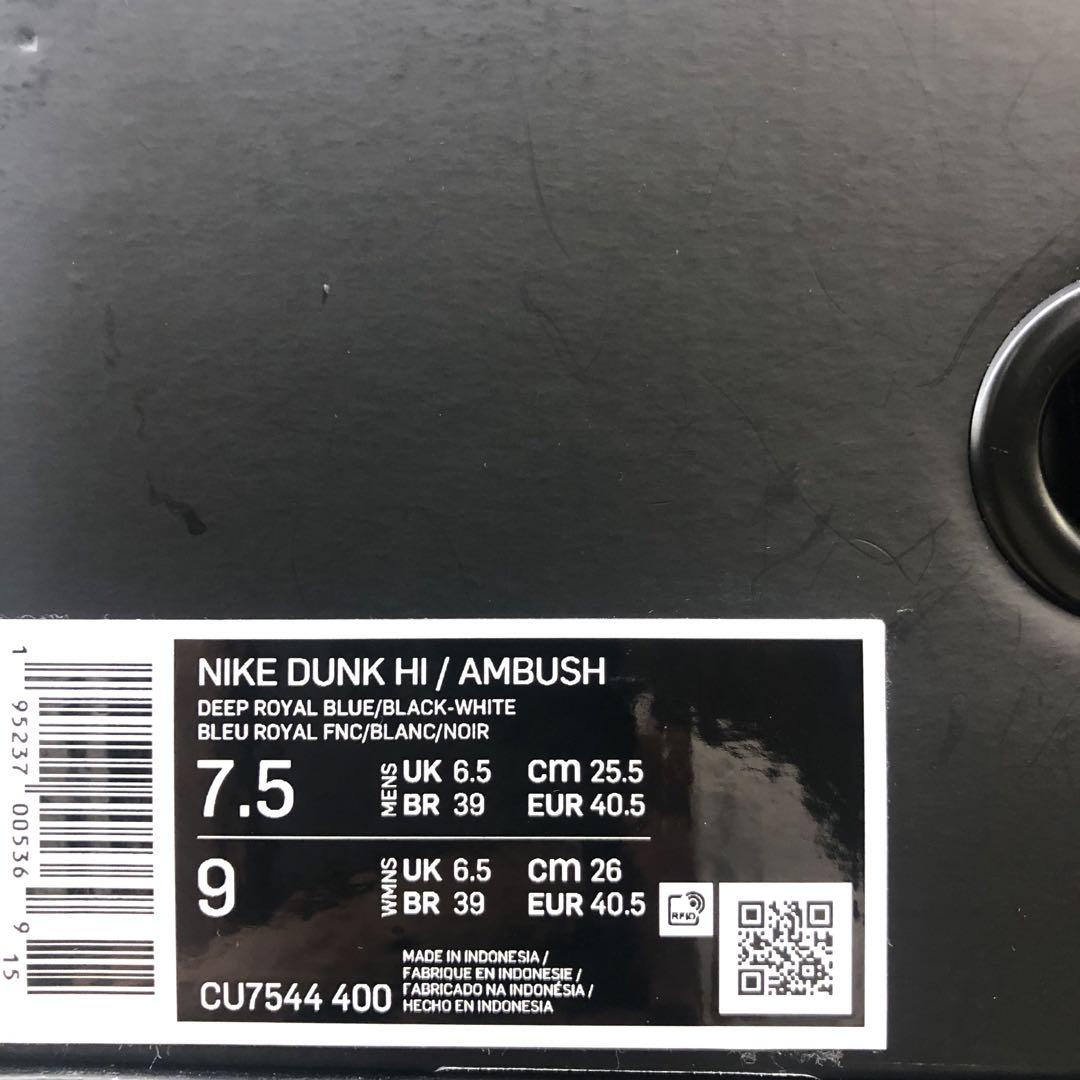 NIKE DUNK HI / AMBUSH
DEEP ROYAL BLUE/BLACK-WHITE
BLEU ROYAL FNC/BLANC/NOIR
7.5 MENS UK 6.5 cm 25.5
BR 39 EUR 40.5
9 WMNS UK 6.5 cm 26
BR 39 EUR 40.5
RFID
MADE IN INDONESIA /
FABRIQUE EN INDONESIE /
FABRICADO NA INDONÉSIA /
HECHO EN INDONESIA
CU7544 400
1 95237 00536 9 15